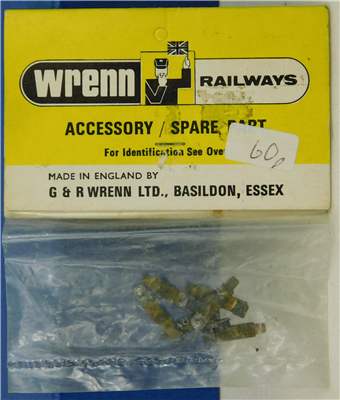 wrenn RAILWAYS
ACCESSORY / SPARE PART
For Identification See Over
60p
MADE IN ENGLAND BY
G & R WRENN LTD., BASILDON, ESSEX